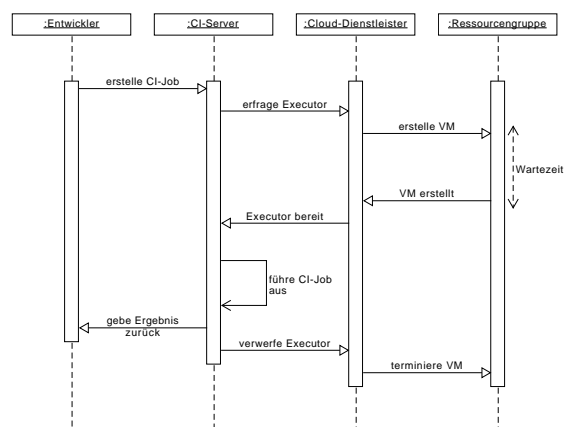 :Entwickler
:CI-Server
:Cloud-Dienstleister
:Ressourcengruppe
erstelle CI-Job
erfrage Executor
erstelle VM
Wartezeit
VM erstellt
Executor bereit
führe CI-Job
aus
gebe Ergebnis
zurück
verwerfe Executor
terminiere VM